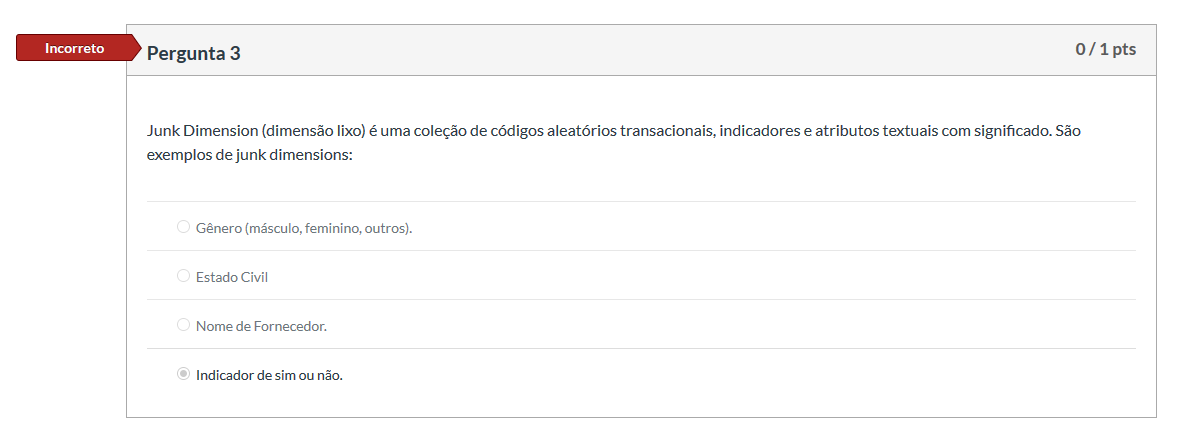 Incorreto
Pergunta 3
0 / 1 pts
Junk Dimension (dimensão lixo) é uma coleção de códigos aleatórios transacionais, indicadores e atributos textuais com significado. São
exemplos de junk dimensions:
Gênero (másculo, feminino, outros).
Estado Civil
Nome de Fornecedor.
Indicador de sim ou não.